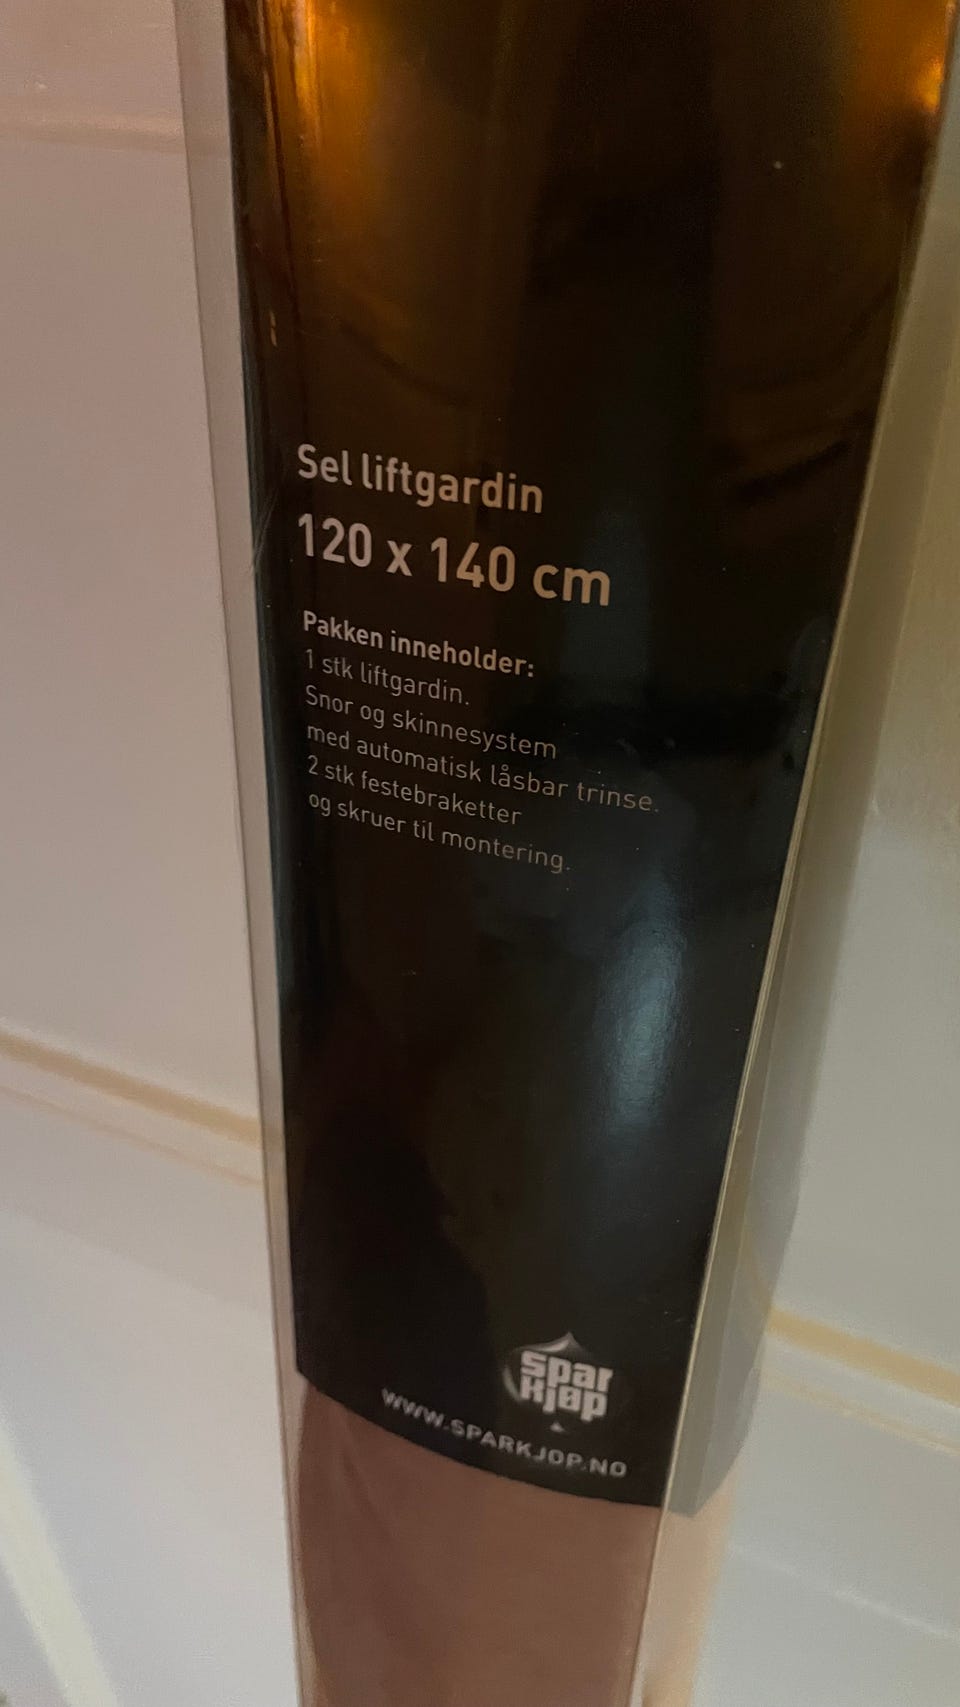 Sel liftgardin
120 x 140 cm
Pakken inneholder:
1 stk liftgardin.
Snor og skinnesystem
med automatisk låsbar trinse.
2 stk festebraketter
og skruer til montering.
spar
kjøp
WWW.SPARKJOP.NO